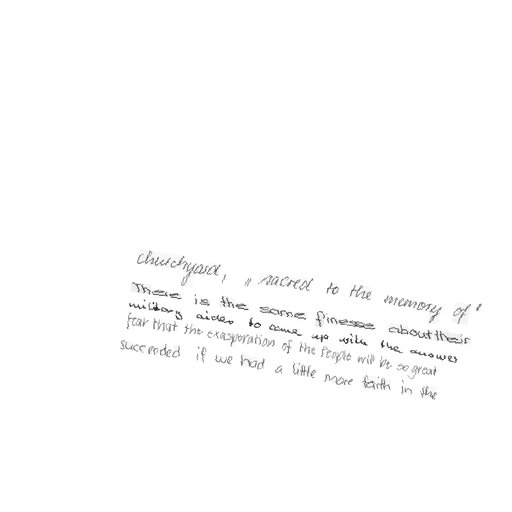 churchyard, " sacred to the memory of "
There is the same finesse about their
military aides to come up with the answer
fear that the exasporation of the People will be so great
succeeded if we had a little more faith in the